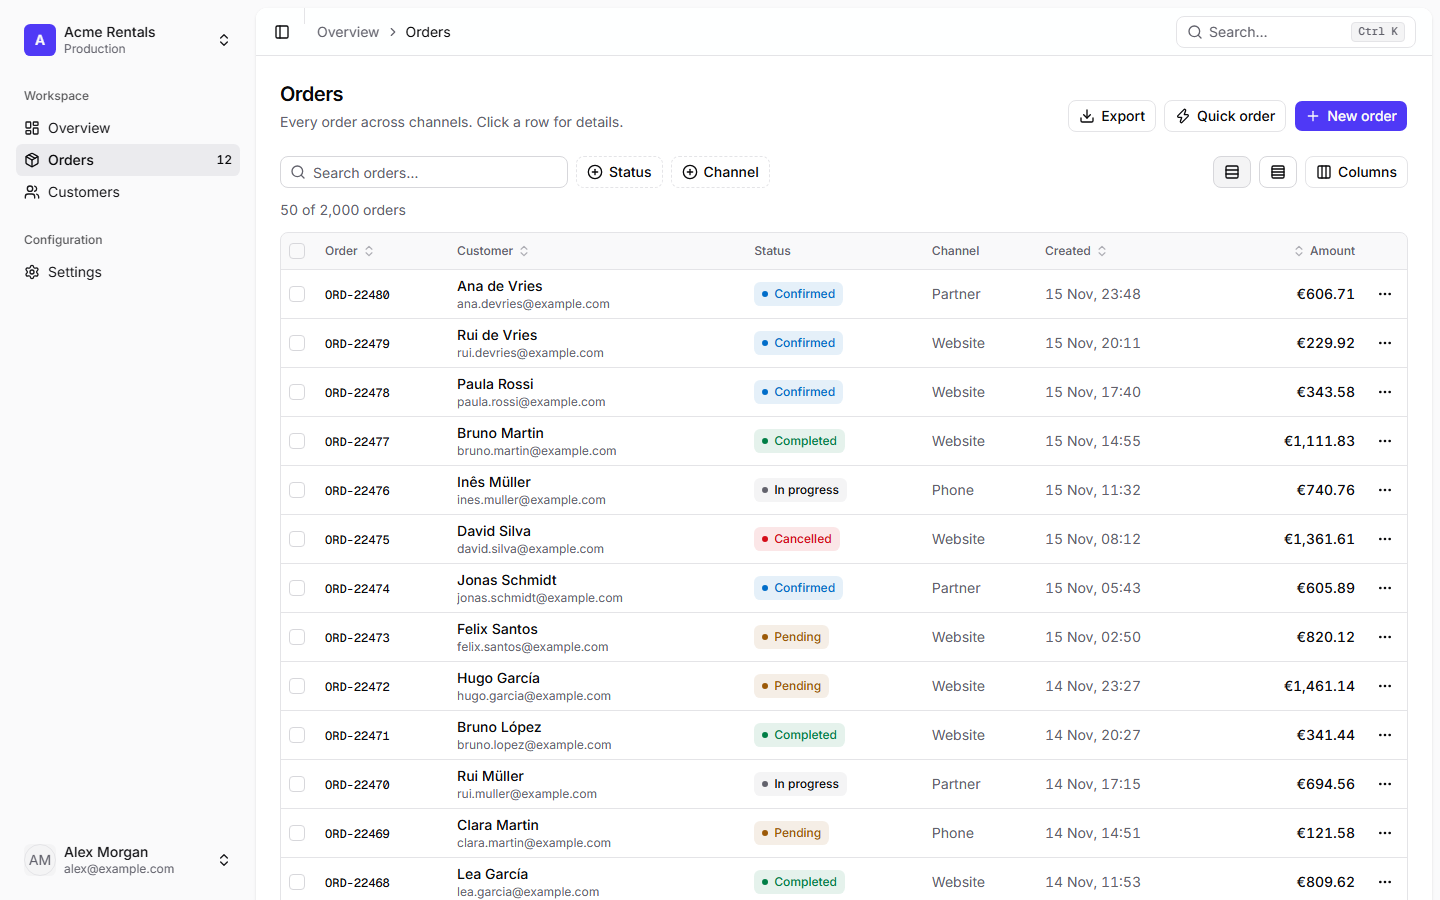 A
Acme Rentals
Production
Workspace
Overview
Orders 12
Customers
Configuration
Settings
AM
Alex Morgan
alex@example.com
Overview > Orders
Search... Ctrl K
Orders
Every order across channels. Click a row for details.
Export Quick order New order
Search orders... Status Channel Columns
50 of 2,000 orders
Order Customer Status Channel Created Amount
ORD-22480 Ana de Vries Confirmed Partner 15 Nov, 23:48 €606.71
ana.devries@example.com
ORD-22479 Rui de Vries Confirmed Website 15 Nov, 20:11 €229.92
rui.devries@example.com
ORD-22478 Paula Rossi Confirmed Website 15 Nov, 17:40 €343.58
paula.rossi@example.com
ORD-22477 Bruno Martin Completed Website 15 Nov, 14:55 €1,111.83
bruno.martin@example.com
ORD-22476 Inês Müller In progress Phone 15 Nov, 11:32 €740.76
ines.muller@example.com
ORD-22475 David Silva Cancelled Website 15 Nov, 08:12 €1,361.61
david.silva@example.com
ORD-22474 Jonas Schmidt Confirmed Partner 15 Nov, 05:43 €605.89
jonas.schmidt@example.com
ORD-22473 Felix Santos Pending Website 15 Nov, 02:50 €820.12
felix.santos@example.com
ORD-22472 Hugo García Pending Website 14 Nov, 23:27 €1,461.14
hugo.garcia@example.com
ORD-22471 Bruno López Completed Website 14 Nov, 20:27 €341.44
bruno.lopez@example.com
ORD-22470 Rui Müller In progress Partner 14 Nov, 17:15 €694.56
rui.muller@example.com
ORD-22469 Clara Martin Pending Phone 14 Nov, 14:51 €121.58
clara.martin@example.com
ORD-22468 Lea García Completed Website 14 Nov, 11:53 €809.62
lea.garcia@example.com